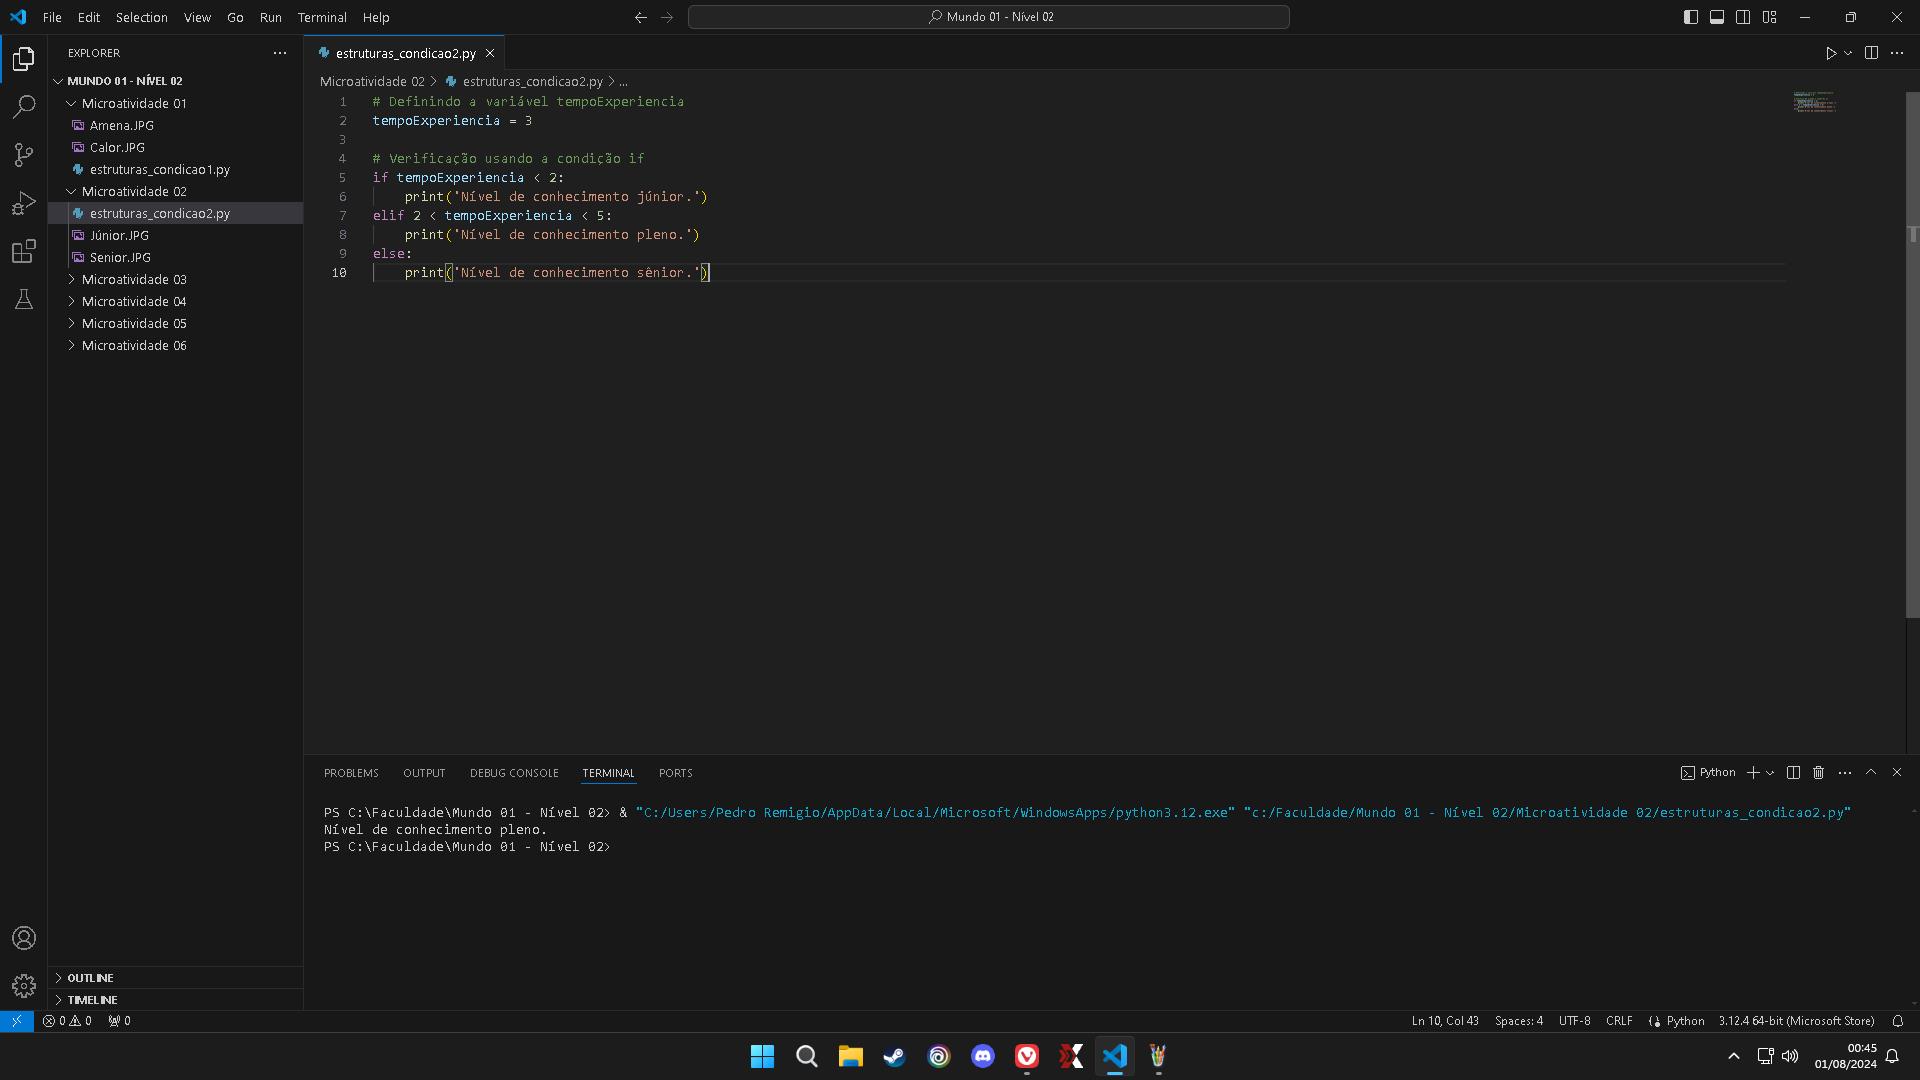 File Edit Selection View Go Run Terminal Help
Mundo 01 - Nível 02
EXPLORER
MUNDO 01 - NÍVEL 02
Microatividade 01
Amena.JPG
Calor.JPG
estruturas_condicao1.py
Microatividade 02
estruturas_condicao2.py
Júnior.JPG
Senior.JPG
Microatividade 03
Microatividade 04
Microatividade 05
Microatividade 06
OUTLINE
TIMELINE
estruturas_condicao2.py
Microatividade 02 > estruturas_condicao2.py > ...
1 # Definindo a variável tempoExperiencia
2 tempoExperiencia = 3
3
4 # Verificação usando a condição if
5 if tempoExperiencia < 2:
6 print('Nível de conhecimento júnior.')
7 elif 2 < tempoExperiencia < 5:
8 print('Nível de conhecimento pleno.')
9 else:
10 print('Nível de conhecimento sênior.')
PROBLEMS OUTPUT DEBUG CONSOLE TERMINAL PORTS
Python
PS C:\Faculdade\Mundo 01 - Nível 02> & "C:/Users/Pedro Remigio/AppData/Local/Microsoft/WindowsApps/python3.12.exe" "c:/Faculdade/Mundo 01 - Nível 02/Microatividade 02/estruturas_condicao2.py"
Nível de conhecimento pleno.
PS C:\Faculdade\Mundo 01 - Nível 02>
0 0 0
Ln 10, Col 43 Spaces: 4 UTF-8 CRLF Python 3.12.4 64-bit (Microsoft Store)
00:45
01/08/2024